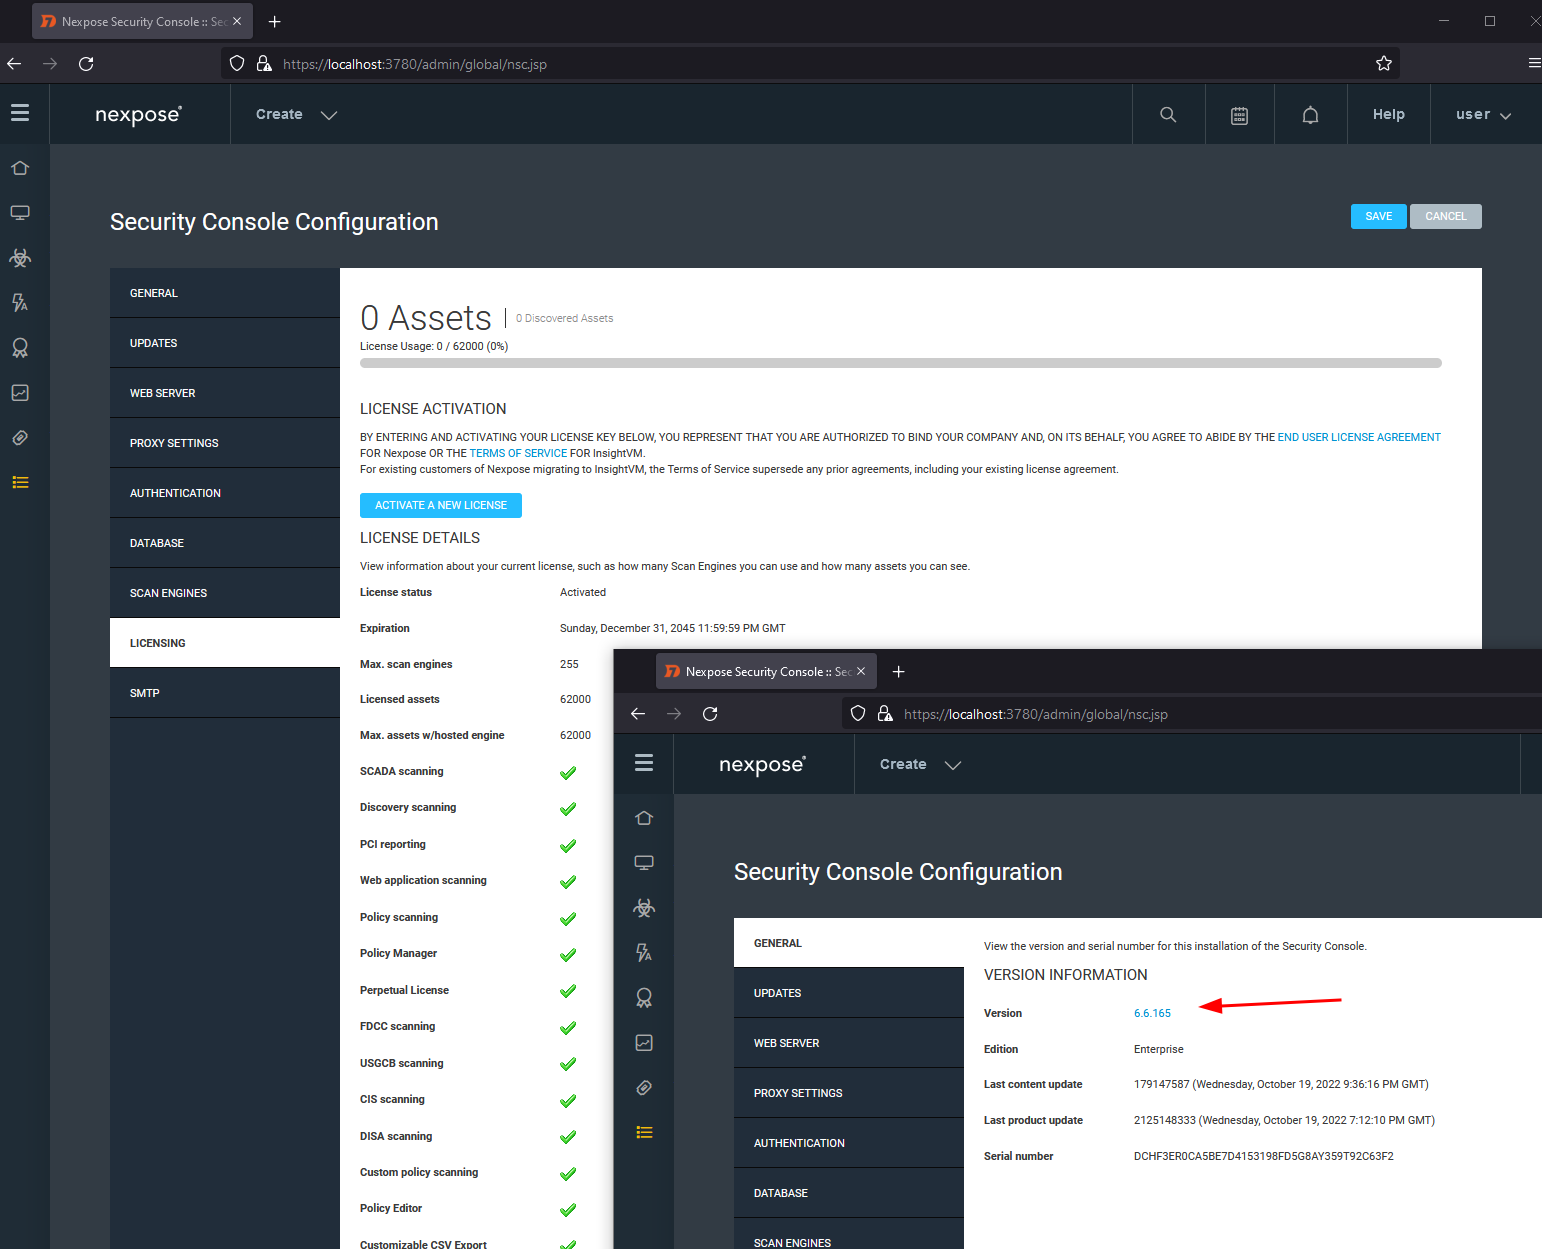 Nexpose Security Console :: Sec
https://localhost:3780/admin/global/nsc.jsp
nexpose®
Create
Help
user
Security Console Configuration
SAVE
CANCEL
GENERAL
UPDATES
WEB SERVER
PROXY SETTINGS
AUTHENTICATION
DATABASE
SCAN ENGINES
LICENSING
SMTP
0 Assets
0 Discovered Assets
License Usage: 0 / 62000 (0%)
LICENSE ACTIVATION
BY ENTERING AND ACTIVATING YOUR LICENSE KEY BELOW, YOU REPRESENT THAT YOU ARE AUTHORIZED TO BIND YOUR COMPANY AND, ON ITS BEHALF, YOU AGREE TO ABIDE BY THE END USER LICENSE AGREEMENT
FOR Nexpose OR THE TERMS OF SERVICE FOR InsightVM.
For existing customers of Nexpose migrating to InsightVM, the Terms of Service supersede any prior agreements, including your existing license agreement.
ACTIVATE A NEW LICENSE
LICENSE DETAILS
View information about your current license, such as how many Scan Engines you can use and how many assets you can see.
License status Activated
Expiration Sunday, December 31, 2045 11:59:59 PM GMT
Max. scan engines 255
Licensed assets 62000
Max. assets w/hosted engine 62000
SCADA scanning
Discovery scanning
PCI reporting
Web application scanning
Policy scanning
Policy Manager
Perpetual License
FDCC scanning
USGCB scanning
CIS scanning
DISA scanning
Custom policy scanning
Policy Editor
Customizable CSV Export
Nexpose Security Console :: Sec
https://localhost:3780/admin/global/nsc.jsp
nexpose®
Create
Security Console Configuration
GENERAL
UPDATES
WEB SERVER
PROXY SETTINGS
AUTHENTICATION
DATABASE
SCAN ENGINES
View the version and serial number for this installation of the Security Console.
VERSION INFORMATION
Version 6.6.165
Edition Enterprise
Last content update 179147587 (Wednesday, October 19, 2022 9:36:16 PM GMT)
Last product update 2125148333 (Wednesday, October 19, 2022 7:12:10 PM GMT)
Serial number DCHF3ER0CA5BE7D4153198FD5G8AY359T92C63F2